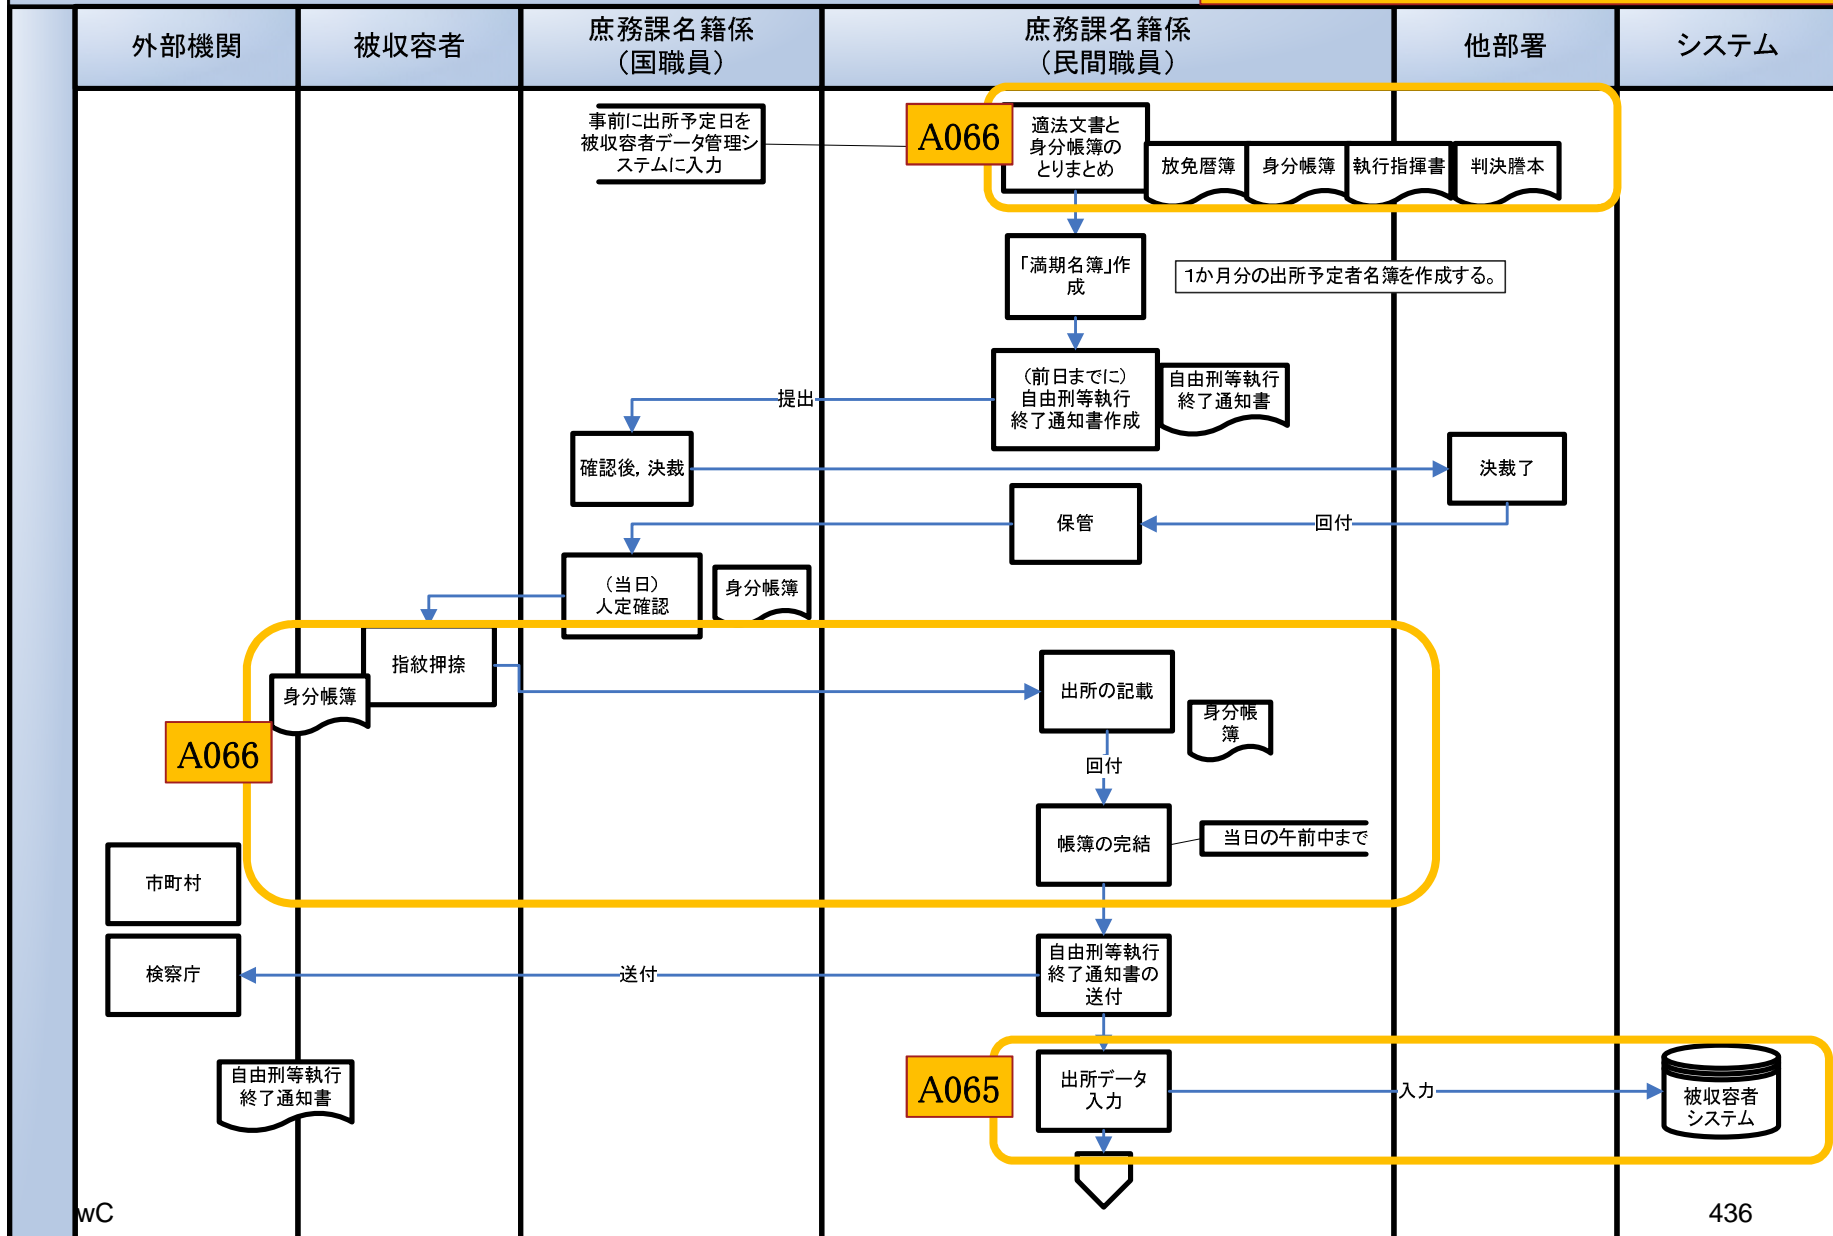 外部機関
被収容者
庶務課名籍係
（国職員）
庶務課名籍係
（民間職員）
他部署
システム
事前に出所予定日を
被収容者データ管理シ
ステムに入力
A066
適法文書と
身分帳簿の
とりまとめ
放免暦簿
身分帳簿
執行指揮書
判決謄本
「満期名簿」作
成
1か月分の出所予定者名簿を作成する。
（前日までに）
自由刑等執行
終了通知書作成
自由刑等執行
終了通知書
提出
確認後，決裁
決裁了
保管
回付
（当日）
人定確認
身分帳簿
指紋押捺
身分帳簿
A066
出所の記載
身分帳
簿
回付
帳簿の完結
当日の午前中まで
市町村
検察庁
送付
自由刑等執行
終了通知書の
送付
自由刑等執行
終了通知書
A065
出所データ
入力
入力
被収容者
システム
wC
436